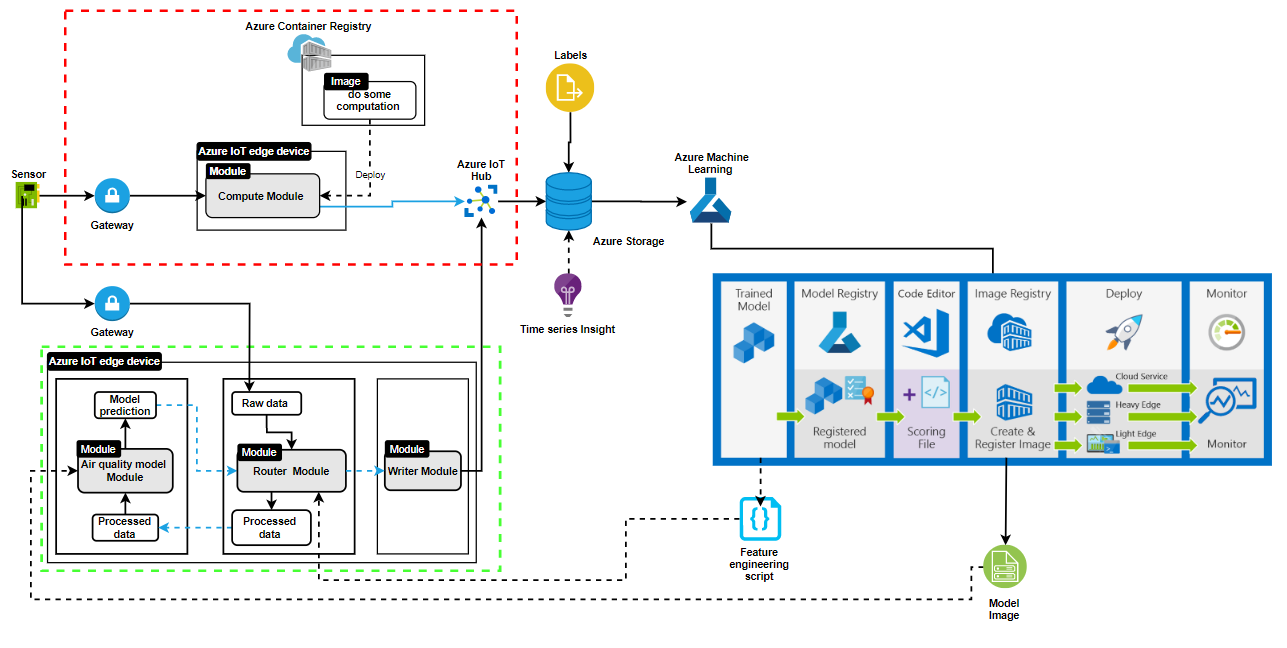 Azure Container Registry
Image
do some
computation
Azure IoT edge device
Module
Compute Module
Deploy
Azure IoT
Hub
Sensor
Gateway
Labels
Azure Storage
Time series Insight
Azure Machine
Learning
Gateway
Azure IoT edge device
Model
prediction
Module
Air quality model
Module
Processed
data
Raw data
Module
Router Module
Processed
data
Module
Writer Module
Trained
Model
Model Registry
Registered
model
Code Editor
+
</>
Scoring
File
Image Registry
Create &
Register Image
Deploy
Cloud Service
Heavy Edge
Light Edge
Monitor
Monitor
{}
Feature
engineering
script
Model
Image